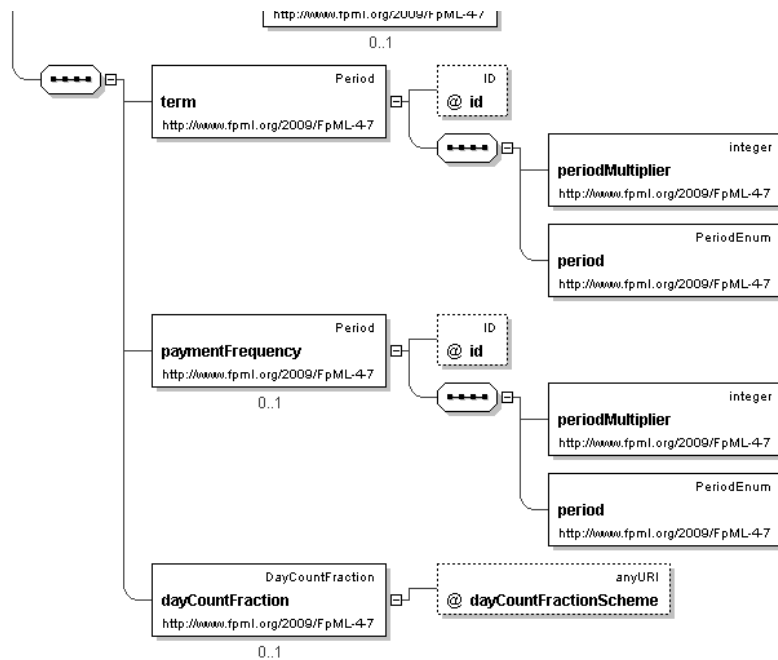 http://www.fpml.org/2009/FpML-4-7
0..1
Period
term
http://www.fpml.org/2009/FpML-4-7
ID
@ id
integer
periodMultiplier
http://www.fpml.org/2009/FpML-4-7
PeriodEnum
period
http://www.fpml.org/2009/FpML-4-7
Period
paymentFrequency
http://www.fpml.org/2009/FpML-4-7
0..1
ID
@ id
integer
periodMultiplier
http://www.fpml.org/2009/FpML-4-7
PeriodEnum
period
http://www.fpml.org/2009/FpML-4-7
DayCountFraction
dayCountFraction
http://www.fpml.org/2009/FpML-4-7
0..1
anyURI
@ dayCountFractionScheme